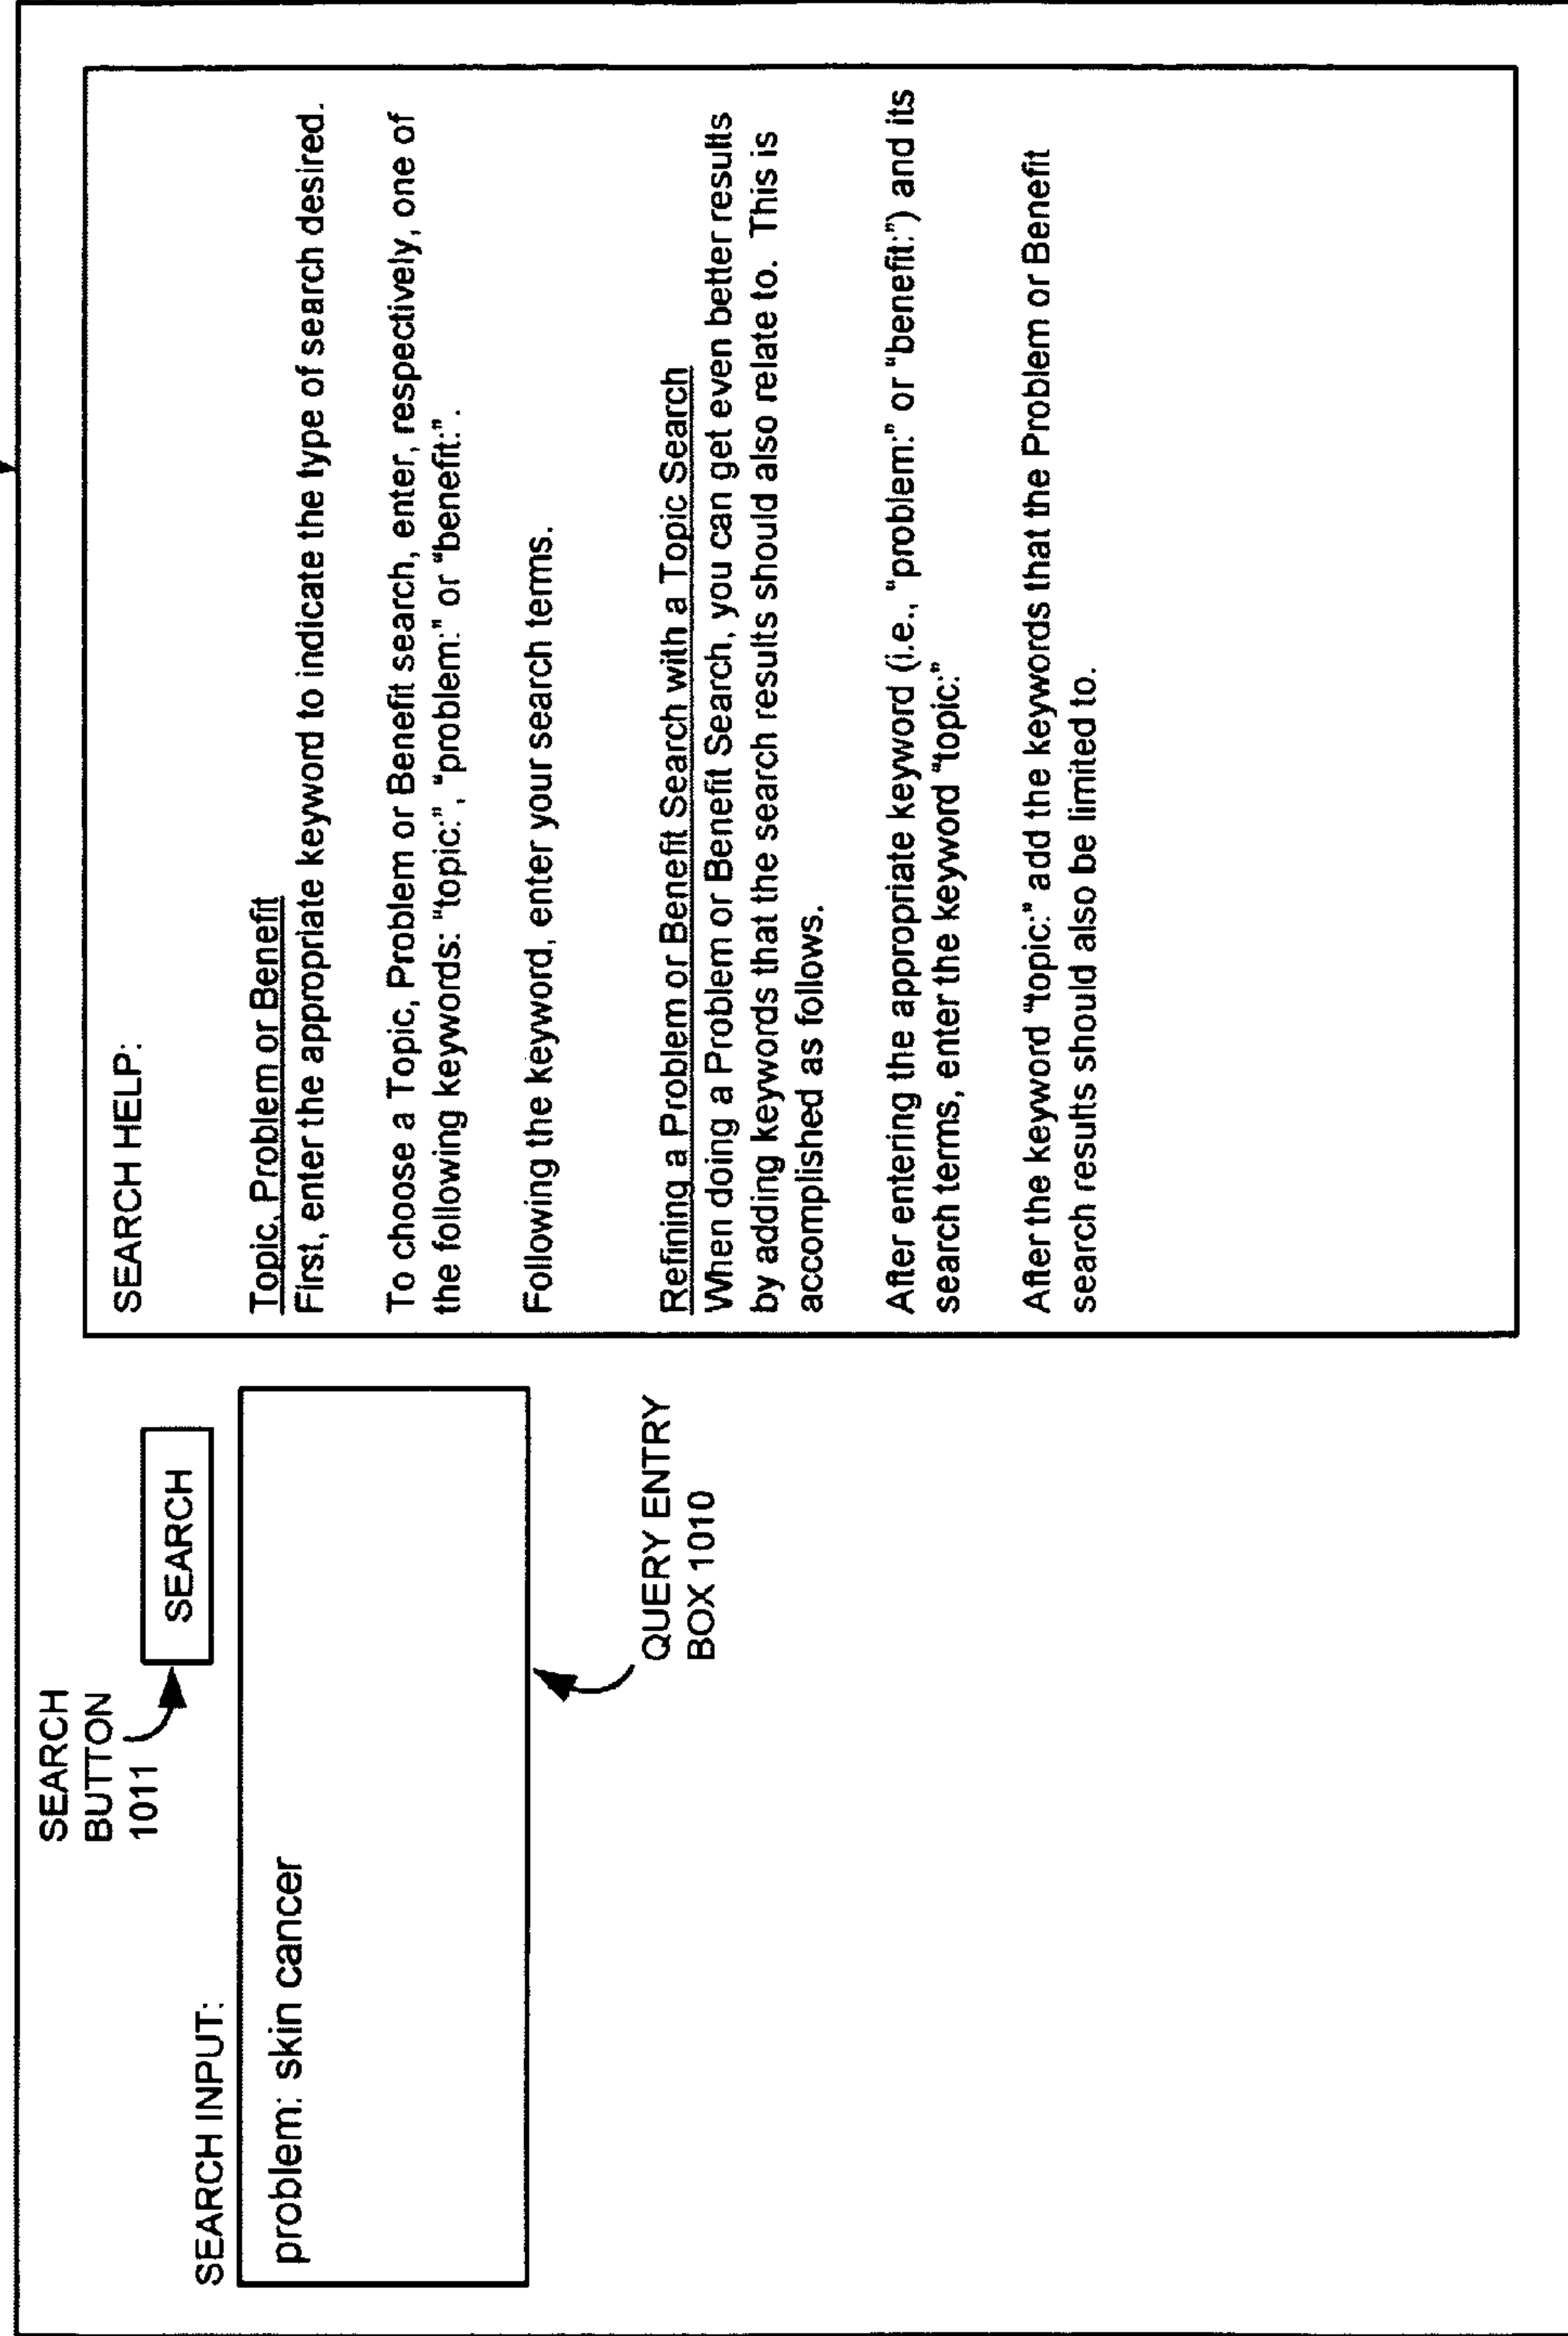 SEARCH
BUTTON
1011
SEARCH
SEARCH INPUT:
problem: skin cancer
QUERY ENTRY
BOX 1010
SEARCH HELP:
Topic, Problem or Benefit
First, enter the appropriate keyword to indicate the type of search desired.
To choose a Topic, Problem or Benefit search, enter, respectively, one of
the following keywords: “topic:”, “problem:” or “benefit:”.
Following the keyword, enter your search terms.
Refining a Problem or Benefit Search with a Topic Search
When doing a Problem or Benefit Search, you can get even better results
by adding keywords that the search results should also relate to. This is
accomplished as follows.
After entering the appropriate keyword (i.e., “problem:” or “benefit:”) and its
search terms, enter the keyword “topic:”
After the keyword “topic:” add the keywords that the Problem or Benefit
search results should also be limited to.